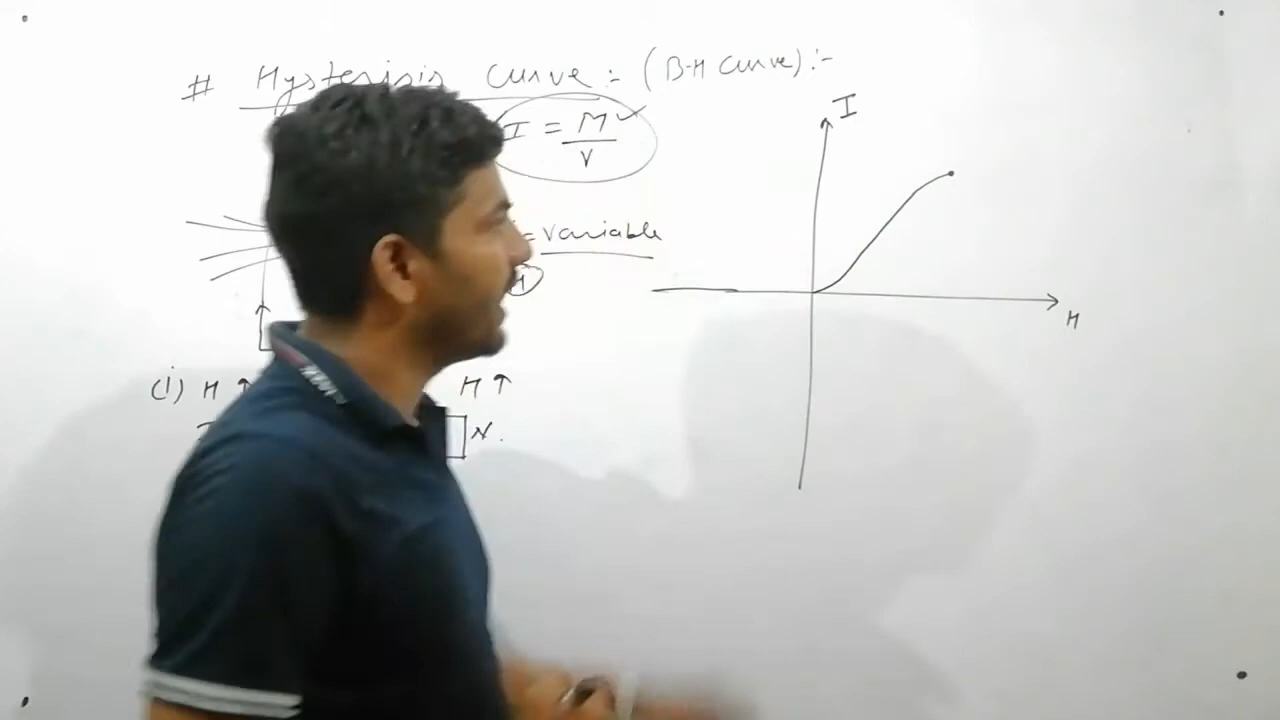 # Hysterisis Curve :- (B-H Curve) :-
I = M/V
= variable
H
(i) H ↑
H ↑
N.
I
H